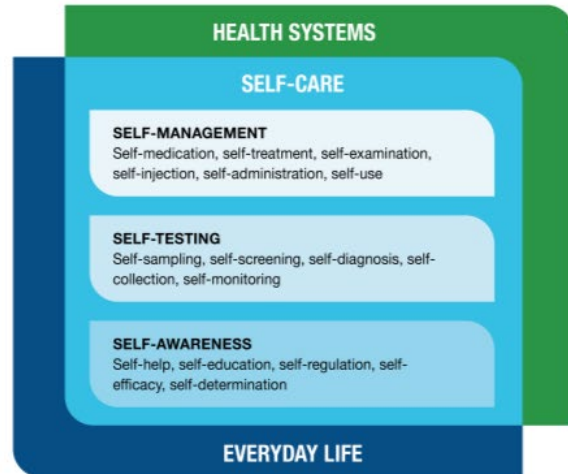 HEALTH SYSTEMS
SELF-CARE
SELF-MANAGEMENT
Self-medication, self-treatment, self-examination,
self-injection, self-administration, self-use
SELF-TESTING
Self-sampling, self-screening, self-diagnosis, self-
collection, self-monitoring
SELF-AWARENESS
Self-help, self-education, self-regulation, self-
efficacy, self-determination
EVERYDAY LIFE